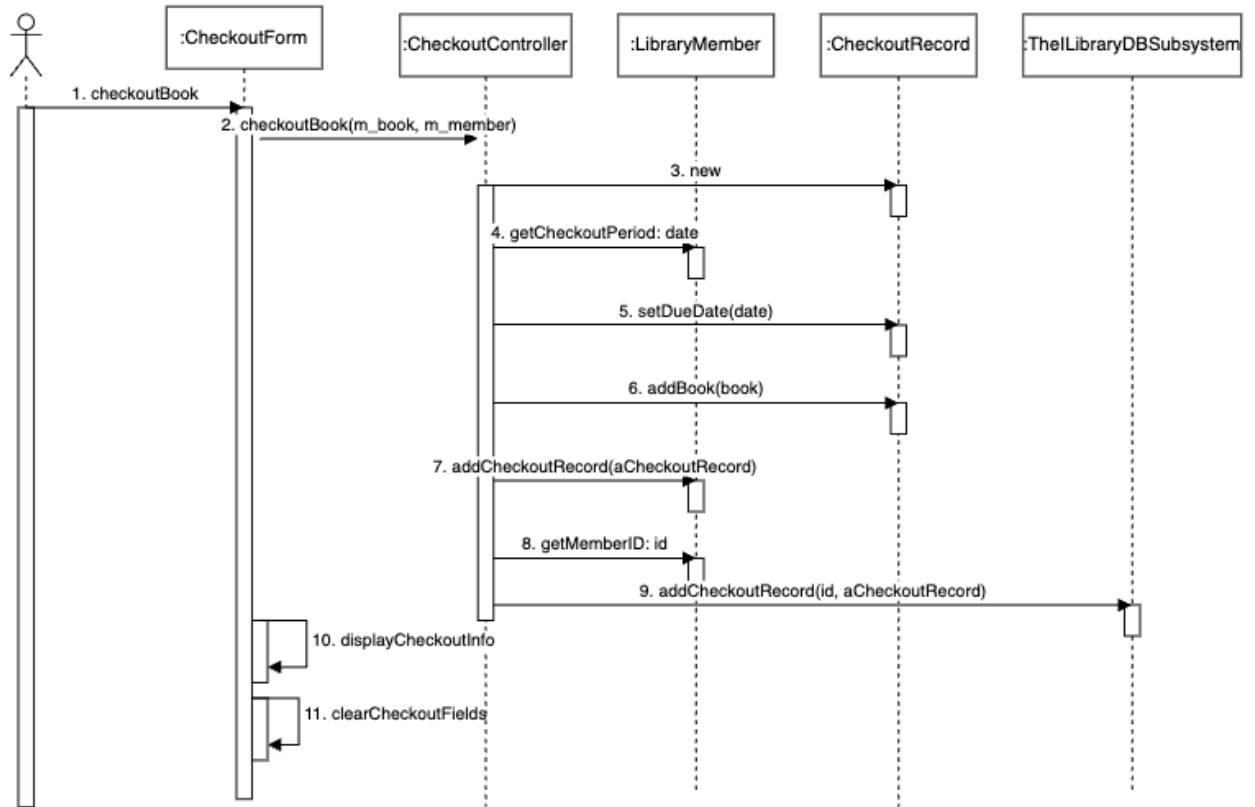 :CheckoutForm
:CheckoutController
:LibraryMember
:CheckoutRecord
:TheILibraryDBSubsystem
1. checkoutBook
2. checkoutBook(m_book, m_member)
3. new
4. getCheckoutPeriod: date
5. setDueDate(date)
6. addBook(book)
7. addCheckoutRecord(aCheckoutRecord)
8. getMemberID: id
9. addCheckoutRecord(id, aCheckoutRecord)
10. displayCheckoutInfo
11. clearCheckoutFields